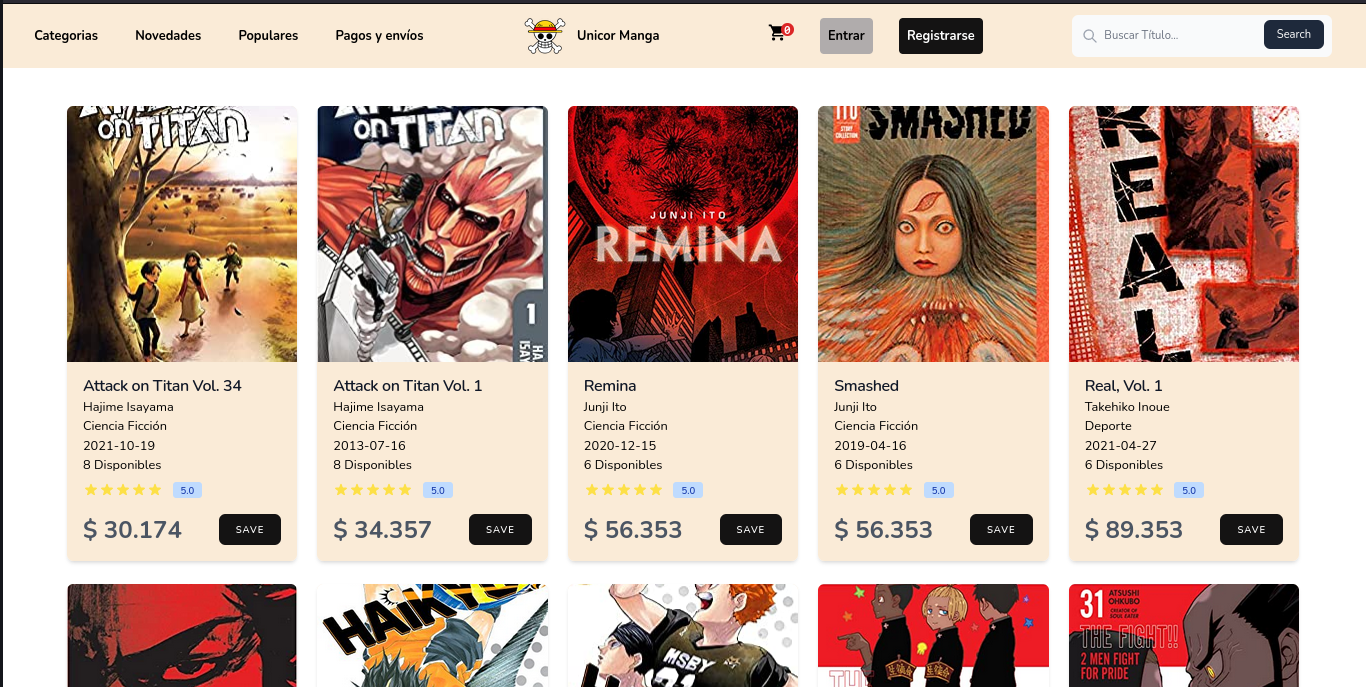 Categorias Novedades Populares Pagos y envíos Unicor Manga 0 Entrar Registrarse Buscar Título... Search
on TITAN
on TITAN
1
JUNJI ITO
REMINA
STORY
COLLECTION
SMASHED
REAL
Attack on Titan Vol. 34
Hajime Isayama
Ciencia Ficción
2021-10-19
8 Disponibles
5.0
$ 30.174 SAVE
Attack on Titan Vol. 1
Hajime Isayama
Ciencia Ficción
2013-07-16
8 Disponibles
5.0
$ 34.357 SAVE
Remina
Junji Ito
Ciencia Ficción
2020-12-15
6 Disponibles
5.0
$ 56.353 SAVE
Smashed
Junji Ito
Ciencia Ficción
2019-04-16
6 Disponibles
5.0
$ 56.353 SAVE
Real, Vol. 1
Takehiko Inoue
Deporte
2021-04-27
6 Disponibles
5.0
$ 89.353 SAVE
MSBY
31 ATSUSHI
OHKUBO
CREATOR OF
SOUL EATER
THE FIGHT!!
2 MEN FIGHT
FOR PRIDE